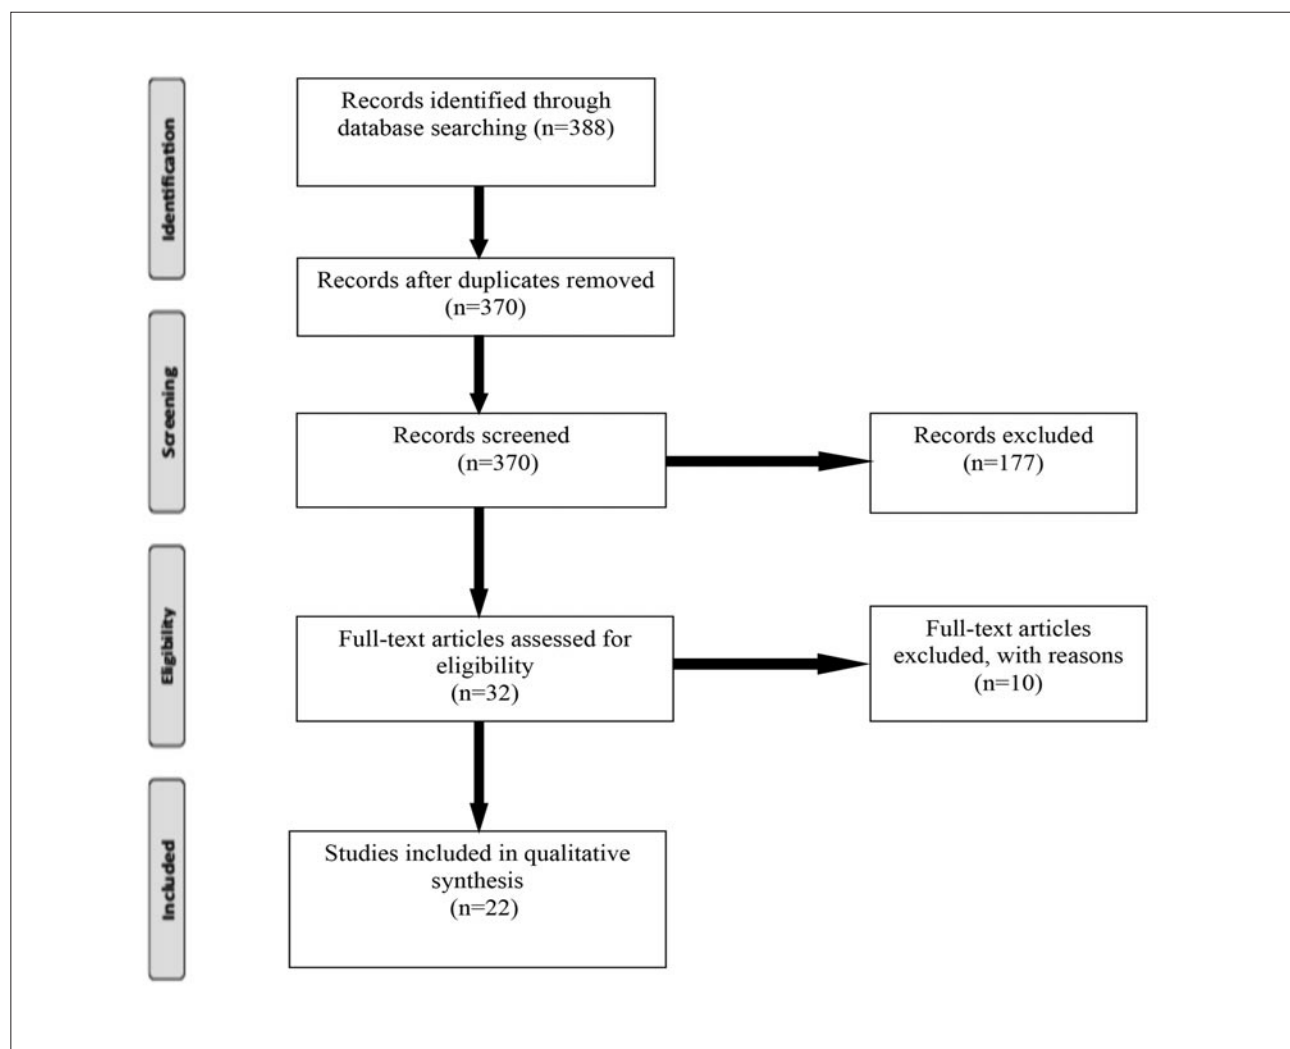 Identification
Records identified through
database searching (n=388)
Records after duplicates removed
(n=370)
Screening
Records screened
(n=370)
Records excluded
(n=177)
Eligibility
Full-text articles assessed for
eligibility
(n=32)
Full-text articles
excluded, with reasons
(n=10)
Included
Studies included in qualitative
synthesis
(n=22)